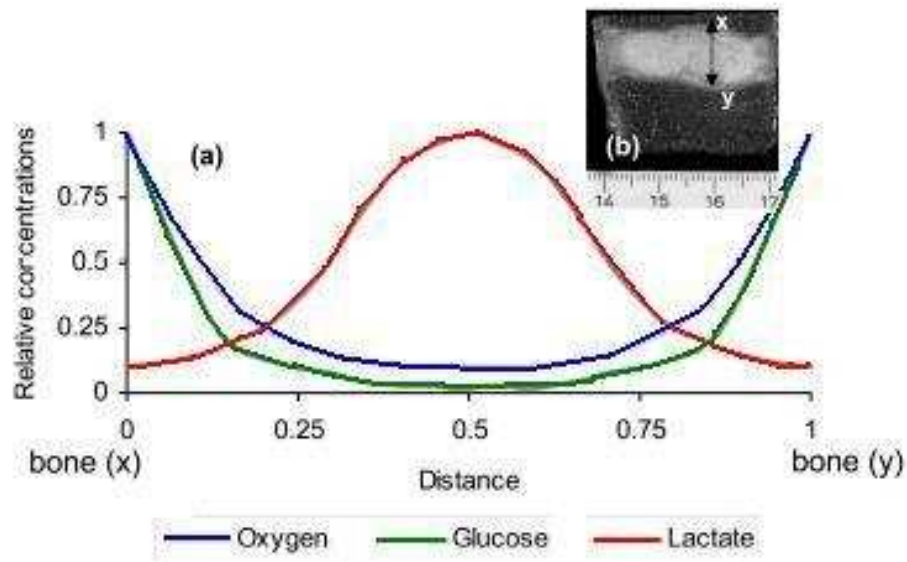 x
y
(b)
14 15 16 17
(a)
Relative concentrations
1
0.75
0.5
0.25
0
0 0.25 0.5 0.75 1
bone (x) bone (y)
Distance
Oxygen Glucose Lactate